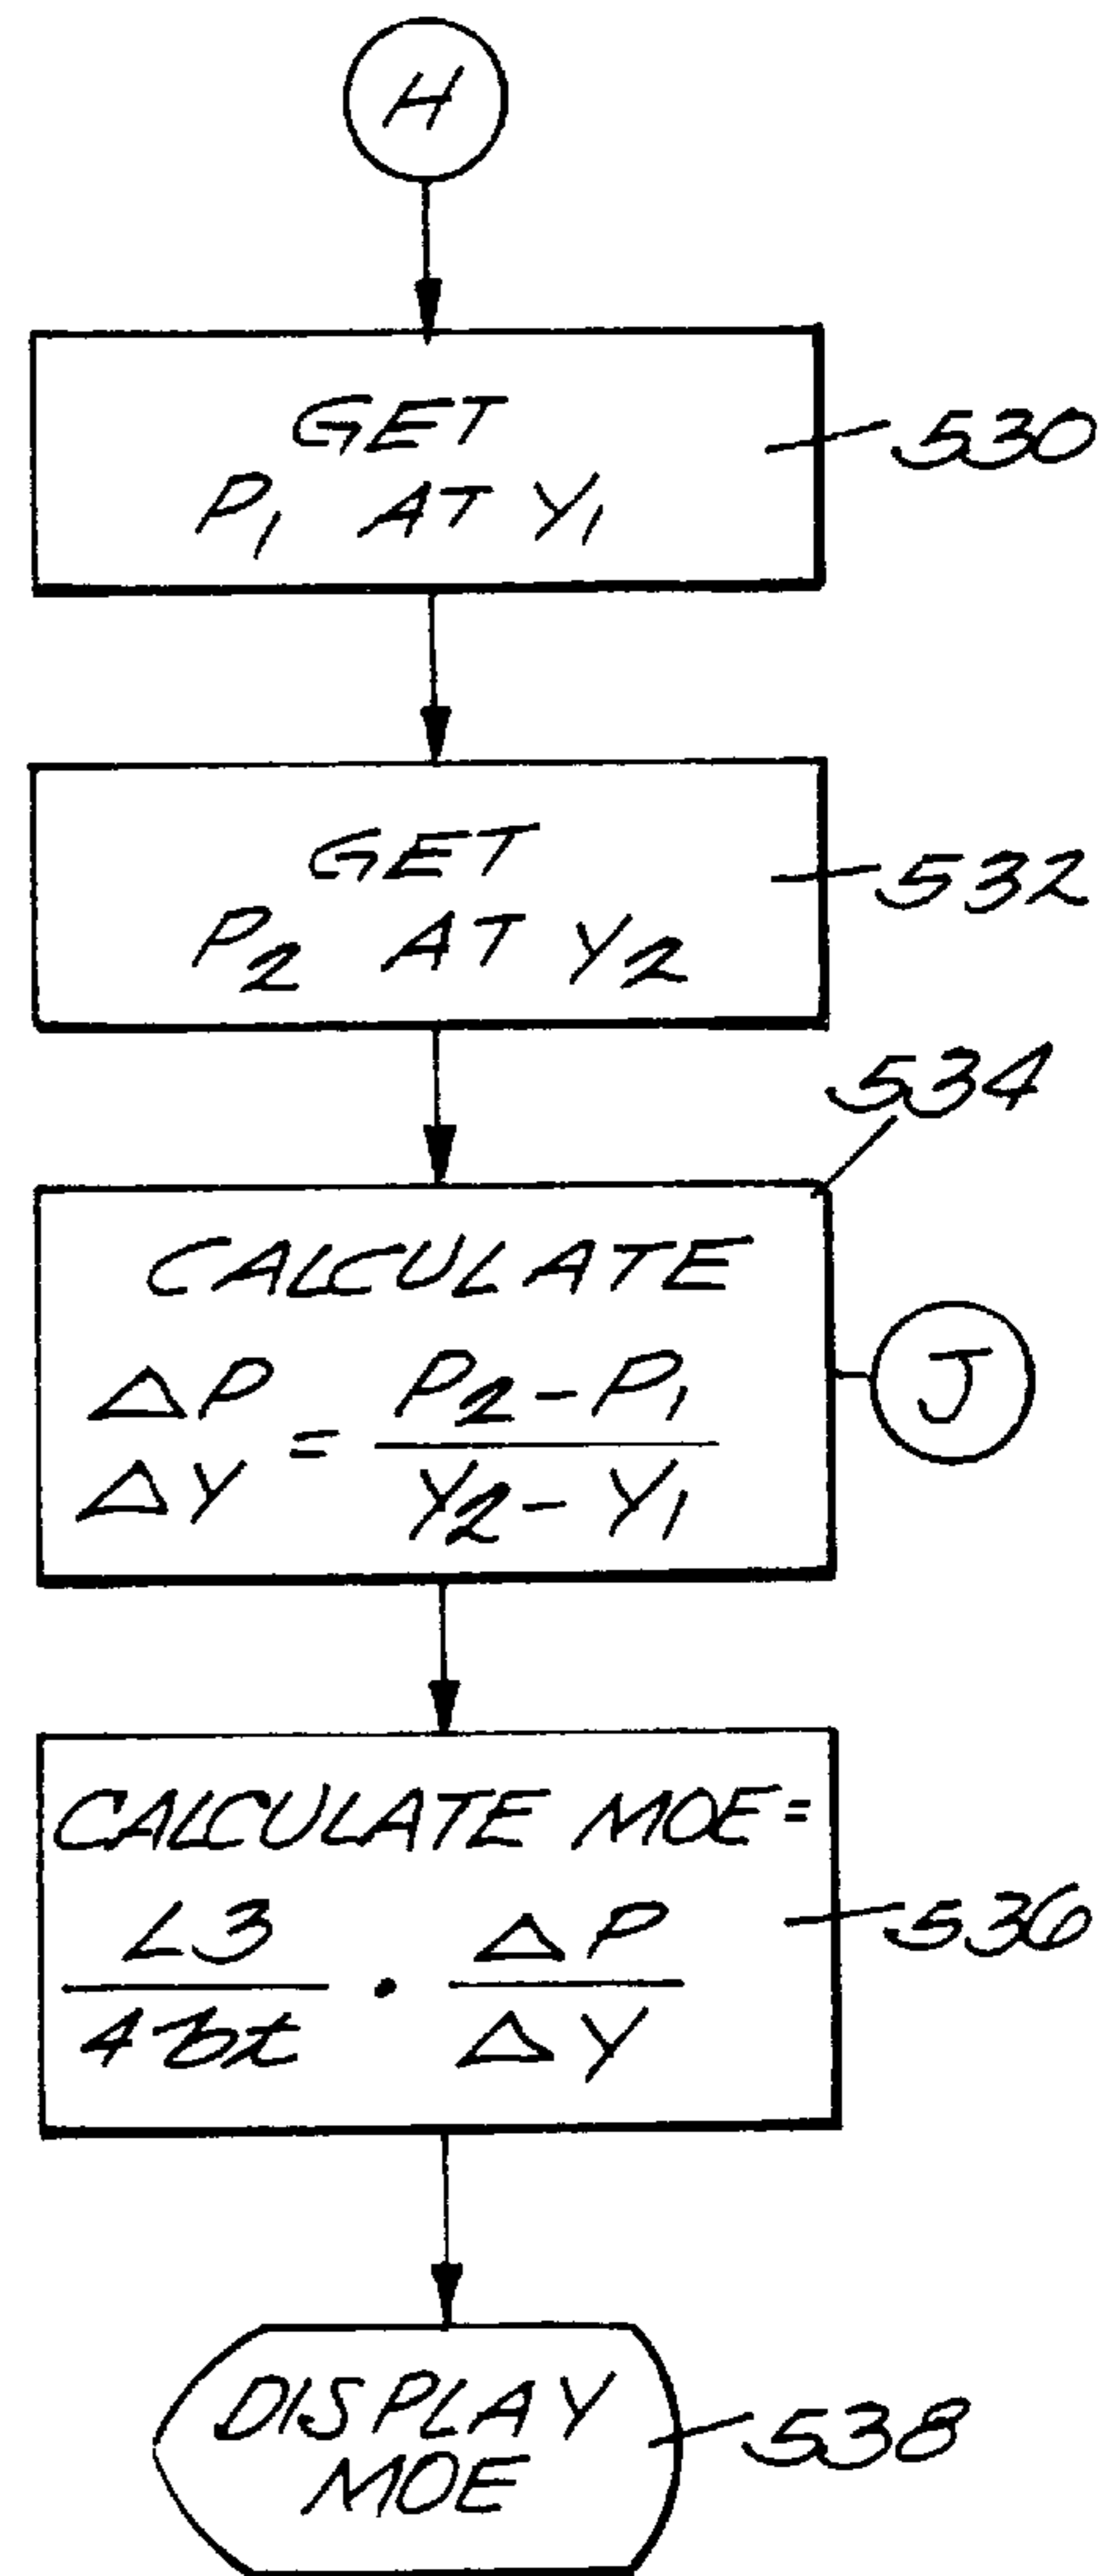 H
GET
P1 AT Y1
530
GET
P2 AT Y2
532
534
CALCULATE
ΔP/ΔY = P2-P1/Y2-Y1
J
CALCULATE MOE=
L3/4bt · ΔP/ΔY
536
DISPLAY
MOE
538